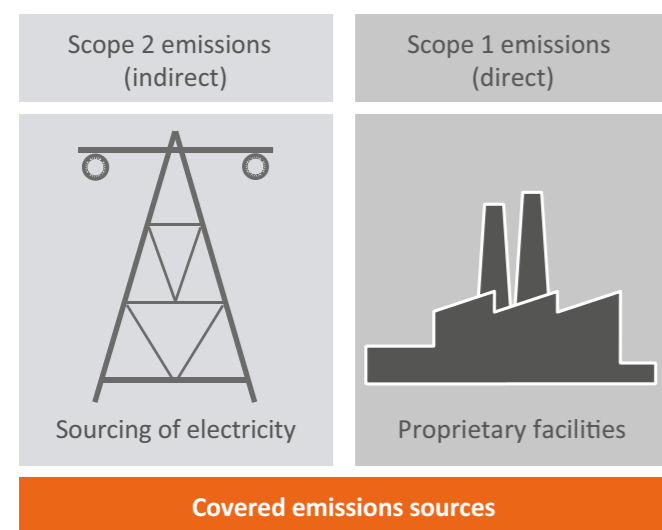 Scope 2 emissions
(indirect)
Scope 1 emissions
(direct)
Sourcing of electricity
Proprietary facilities
Covered emissions sources